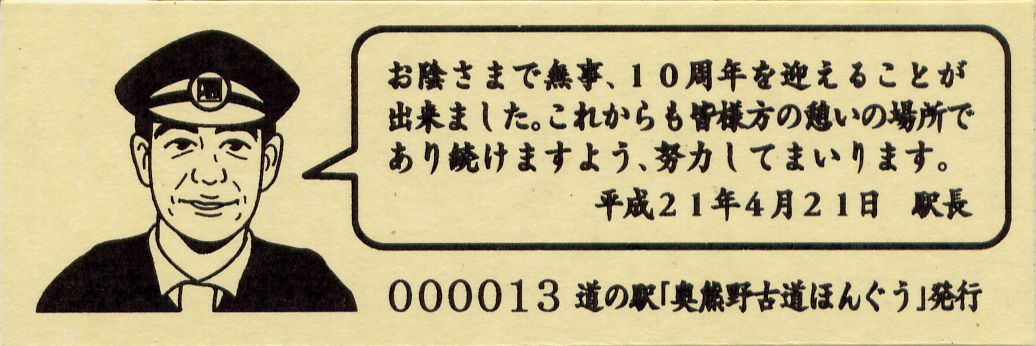 お陰さまで無事、１０周年を迎えることが
出来ました。これからも皆様方の憩いの場所で
あり続けますよう、努力してまいります。
平成２１年４月２１日　駅長
000013 道の駅「奥熊野古道ほんぐう」発行